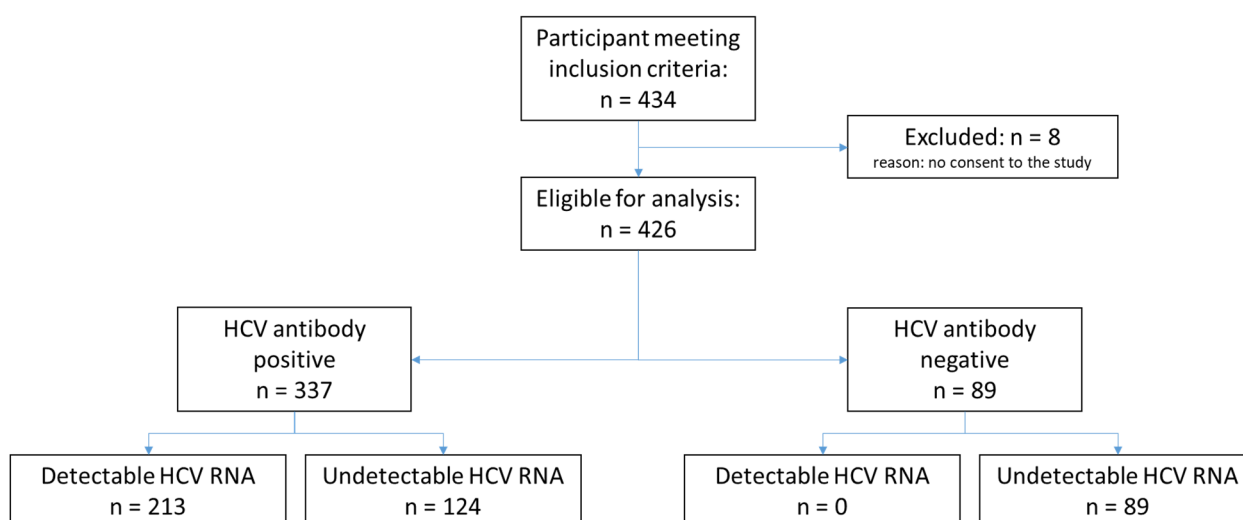 Participant meeting
inclusion criteria:
n = 434
Excluded: n = 8
reason: no consent to the study
Eligible for analysis:
n = 426
HCV antibody
positive
n = 337
HCV antibody
negative
n = 89
Detectable HCV RNA
n = 213
Undetectable HCV RNA
n = 124
Detectable HCV RNA
n = 0
Undetectable HCV RNA
n = 89